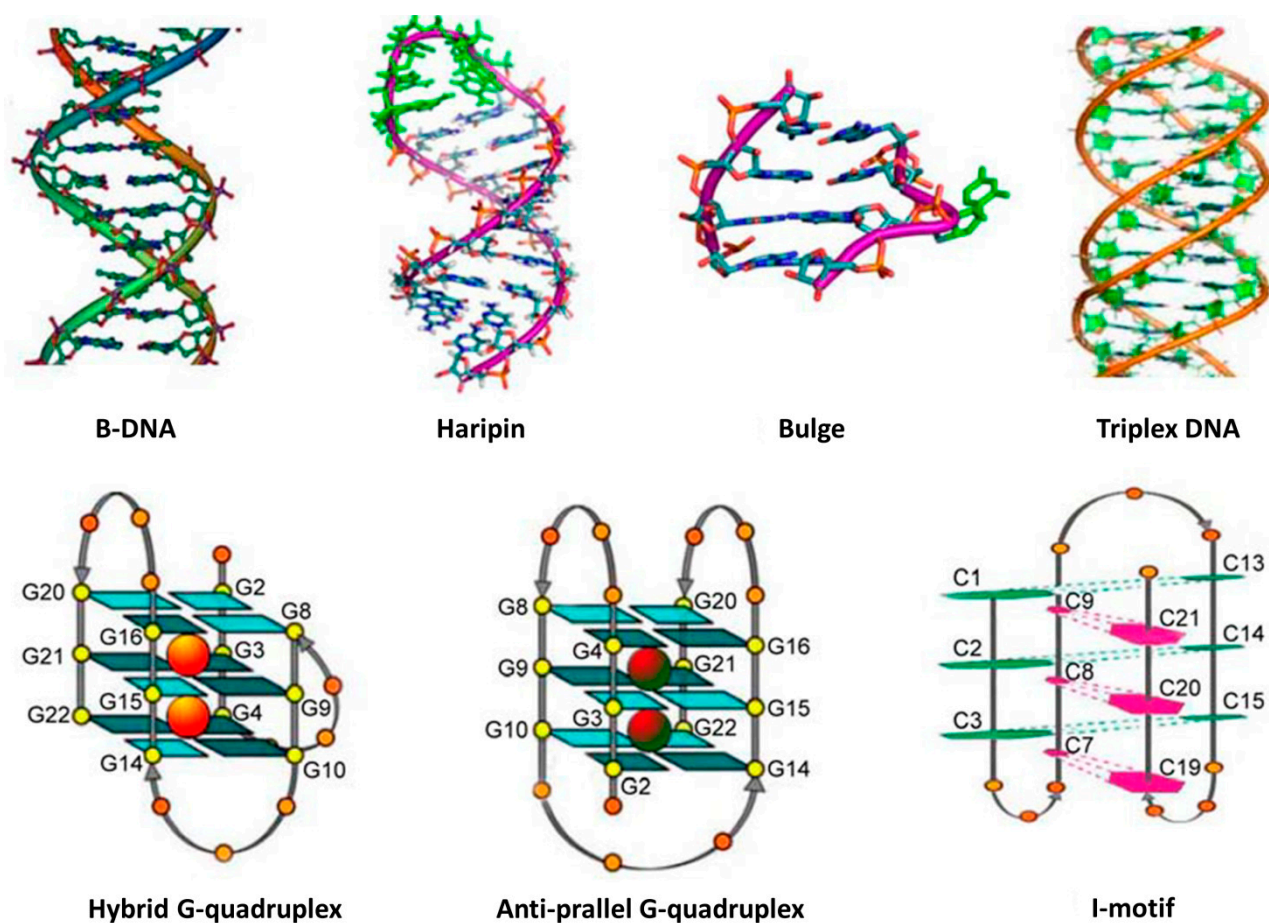 B-DNA
Haripin
Bulge
Triplex DNA
G20
G2
G8
G16
G3
G21
G15
G9
G22
G4
G14
G10
G8
G20
G4
G16
G9
G21
G3
G15
G10
G22
G2
G14
C1
C13
C9
C21
C2
C14
C8
C20
C3
C15
C7
C19
Hybrid G-quadruplex
Anti-prallel G-quadruplex
I-motif